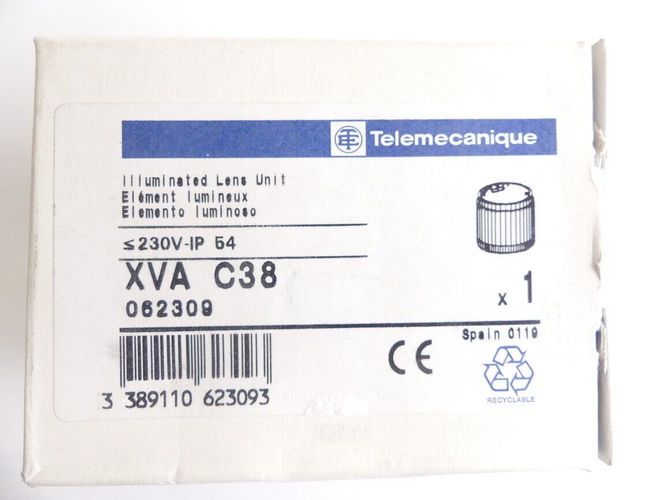 TE Telemecanique
Illuminated Lens Unit
Elément lumineux
Elemento luminoso
≤230V-IP 54
XVA C38
062309
x 1
Spain 0119
3 389110 623093
CE
RECYCLABLE